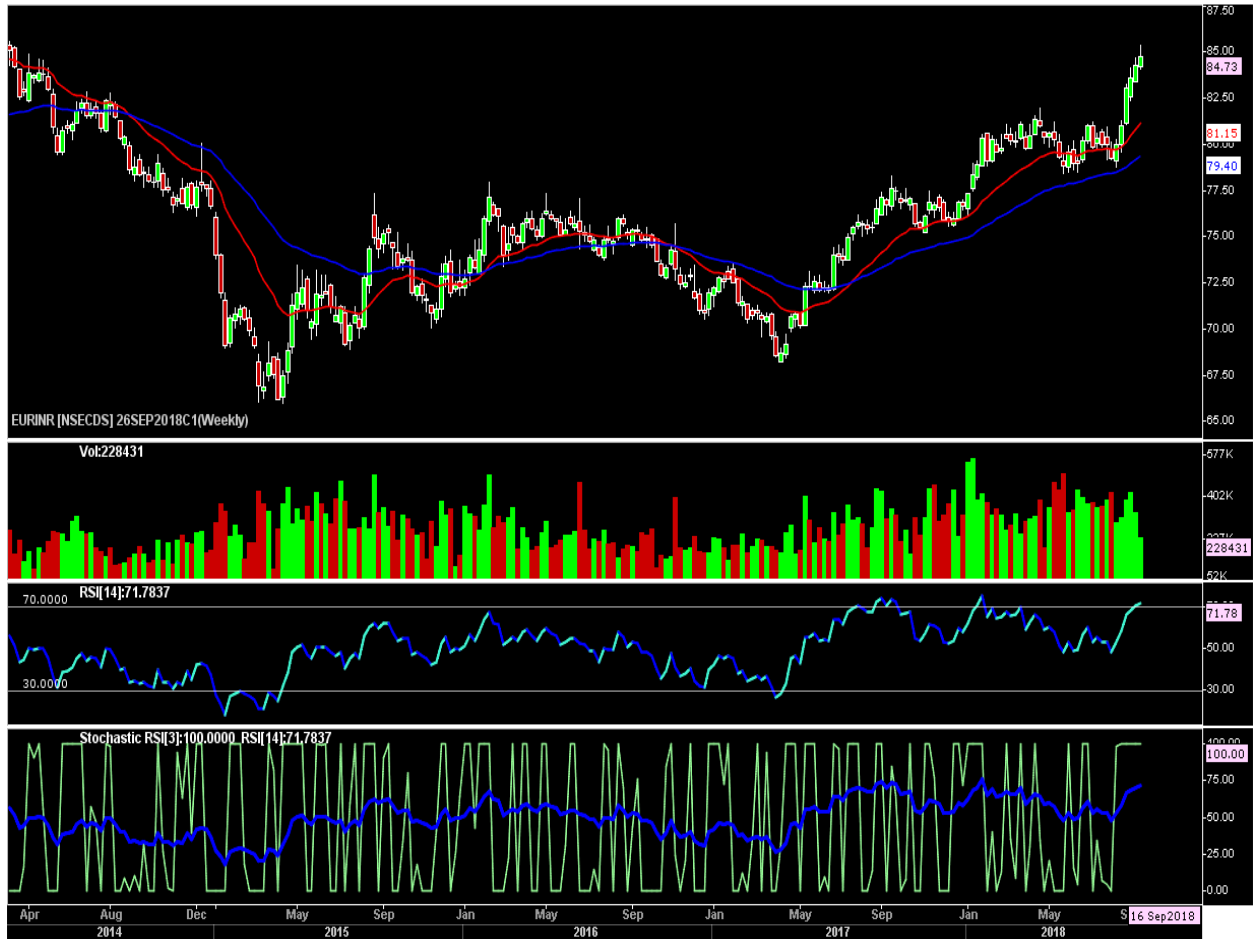 87.50
85.00
84.73
82.50
81.15
80.00
79.40
77.50
75.00
72.50
70.00
67.50
65.00
EURINR [NSECDS] 26SEP2018C1(Weekly)
Vol:228431
577K
402K
227K
228431
52K
RSI[14]:71.7837
70.0000
71.78
50.00
30.0000
30.00
Stochastic RSI[3]:100.0000 RSI[14]:71.7837
100.00
100.00
75.00
50.00
25.00
0.00
Apr Aug Dec May Sep Jan May Sep Jan May Sep Jan May S 16 Sep2018
2014 2015 2016 2017 2018